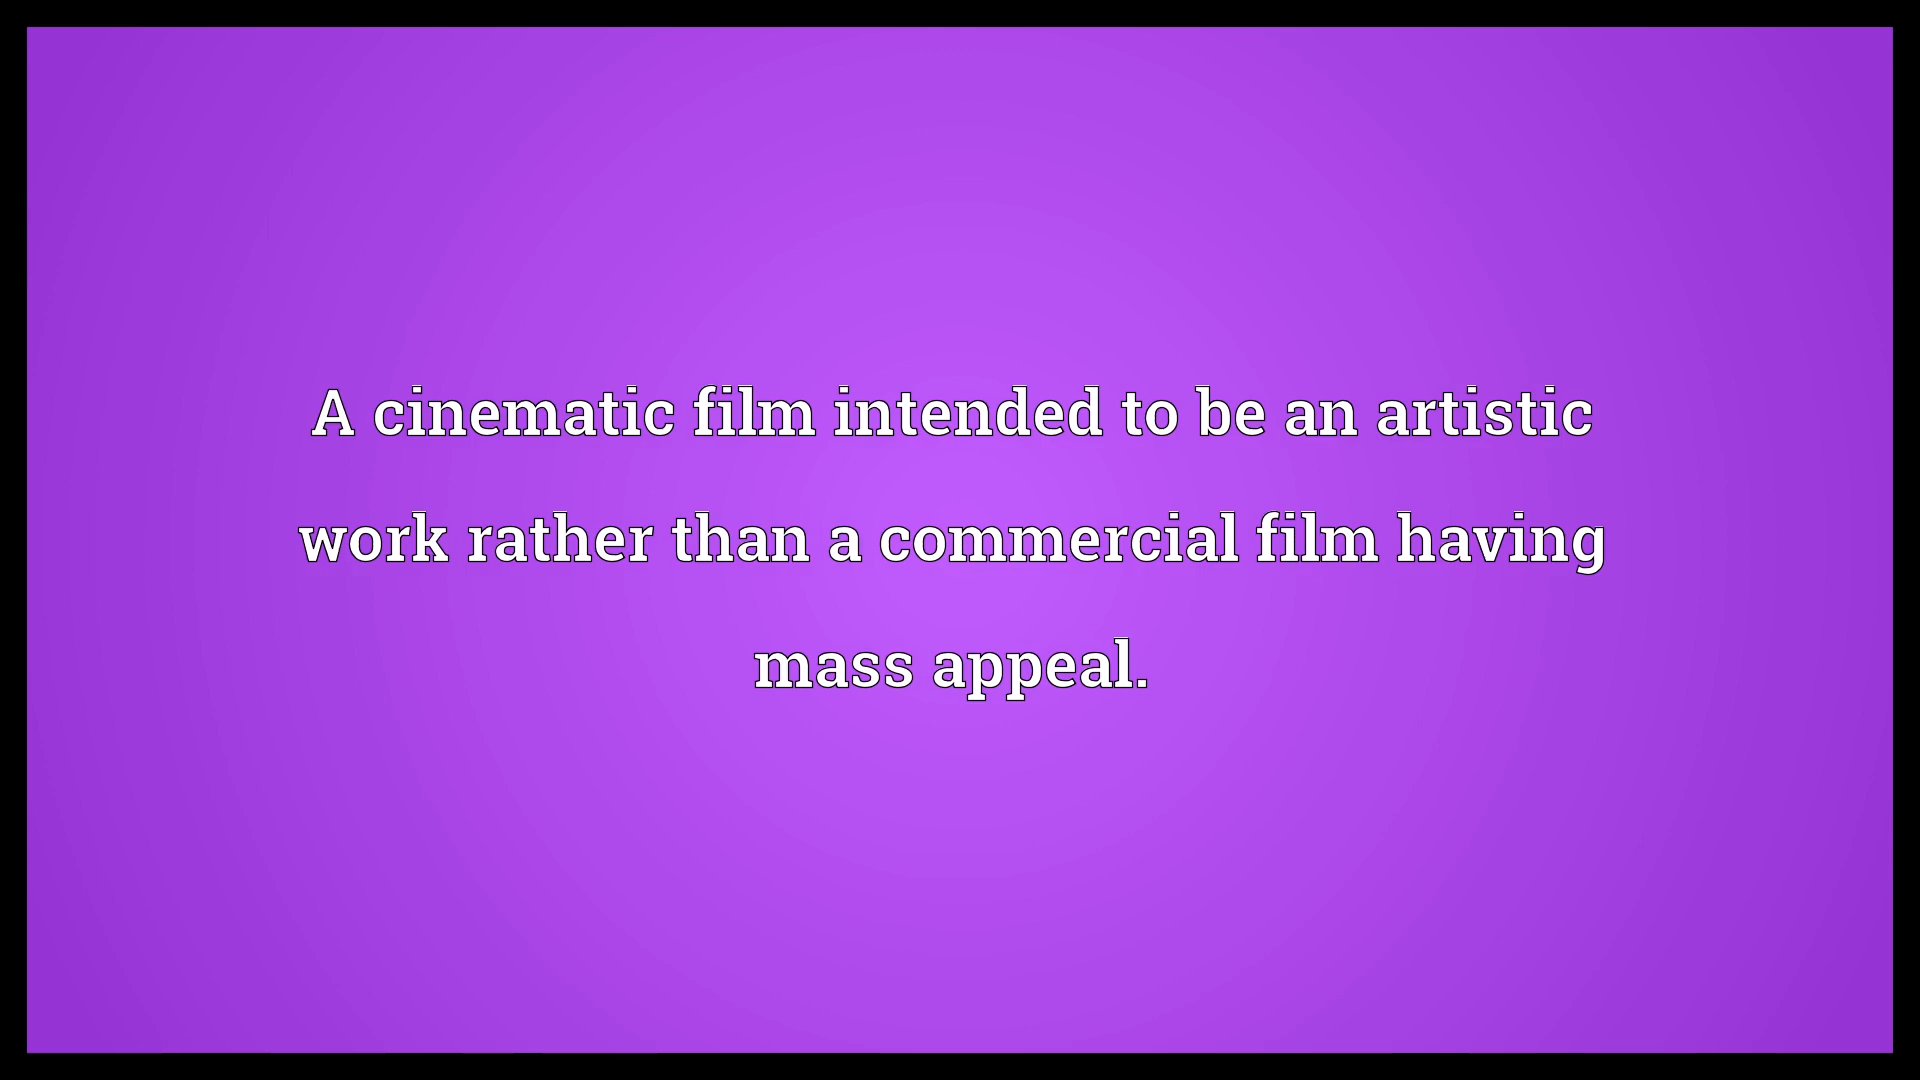 A cinematic film intended to be an artistic
work rather than a commercial film having
mass appeal.